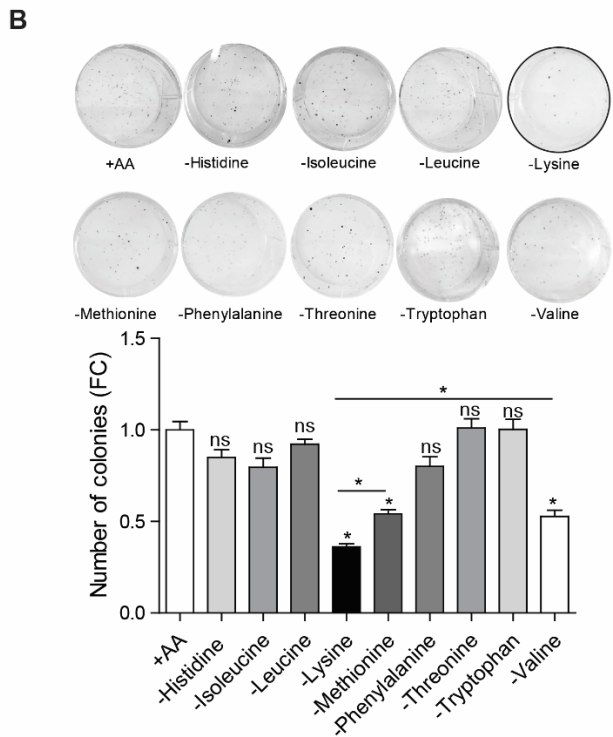 B
+AA -Histidine -Isoleucine -Leucine -Lysine
-Methionine -Phenylalanine -Threonine -Tryptophan -Valine
Number of colonies (FC)
1.5
1.0
0.5
0.0
ns ns ns * * * * ns ns ns * *
+AA -Histidine -Isoleucine -Leucine -Lysine -Methionine -Phenylalanine -Threonine -Tryptophan -Valine